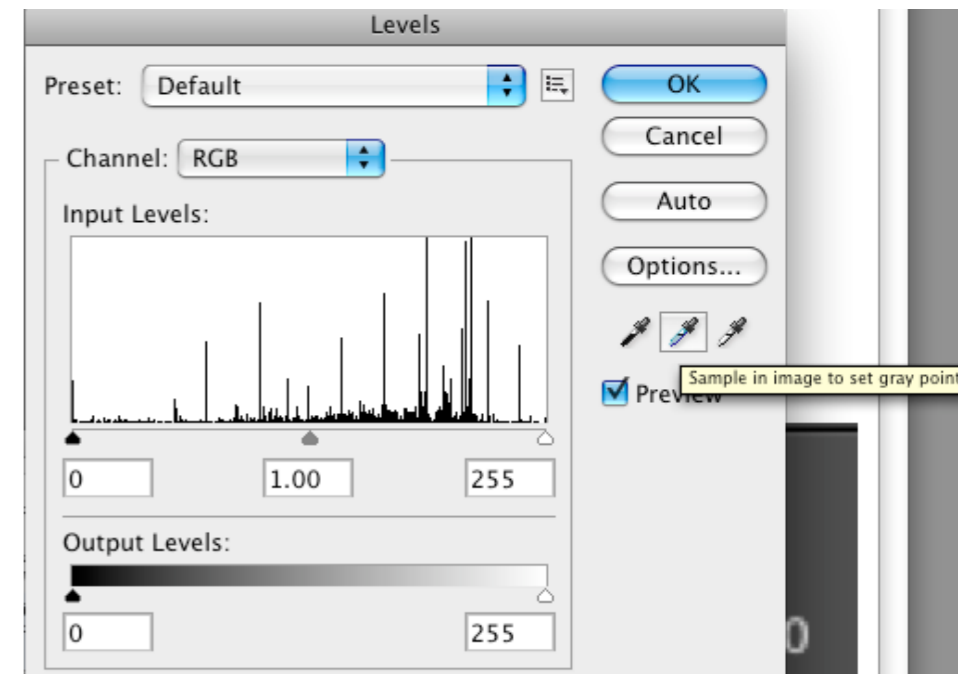 Levels
Preset: Default
OK
Cancel
Channel: RGB
Auto
Input Levels:
Options...
Sample in image to set gray point
Preview
0 1.00 255
Output Levels:
0 255
0